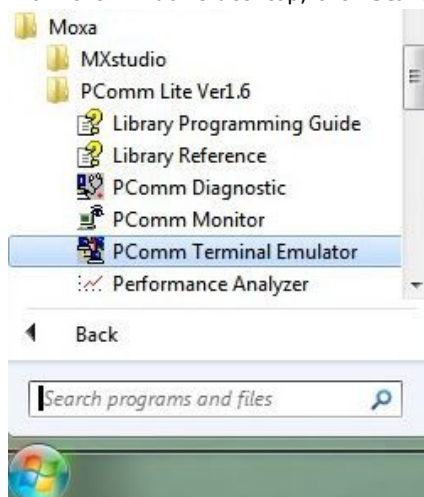 Moxa
MXstudio
PComm Lite Ver1.6
Library Programming Guide
Library Reference
PComm Diagnostic
PComm Monitor
PComm Terminal Emulator
Performance Analyzer
Back
Search programs and files